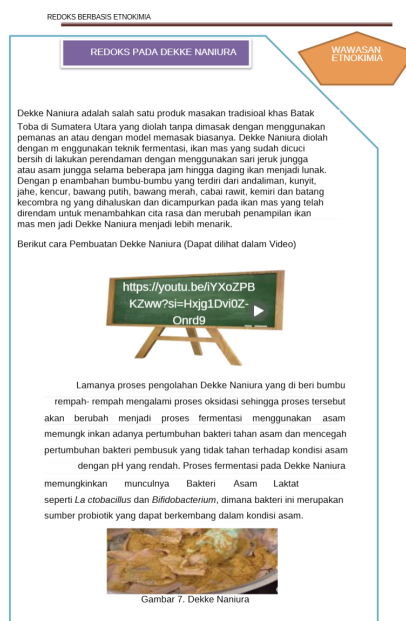 REDOKS BERBASIS ETNOKIMIA
REDOKS PADA DEKKE NANIURA
WAWASAN
ETNOKIMIA
Dekke Naniura adalah salah satu produk masakan tradisioal khas Batak
Toba di Sumatera Utara yang diolah tanpa dimasak dengan menggunakan
pemanas an atau dengan model memasak biasanya. Dekke Naniura diolah
dengan m enggunakan teknik fermentasi, ikan mas yang sudah dicuci
bersih di lakukan perendaman dengan menggunakan sari jeruk jungga
atau asam jungga selama beberapa jam hingga daging ikan menjadi lunak.
Dengan p enambahan bumbu-bumbu yang terdiri dari andaliman, kunyit,
jahe, kencur, bawang putih, bawang merah, cabai rawit, kemiri dan batang
kecombra ng yang dihaluskan dan dicampurkan pada ikan mas yang telah
direndam untuk menambahkan cita rasa dan merubah penampilan ikan
mas men jadi Dekke Naniura menjadi lebih menarik.
Berikut cara Pembuatan Dekke Naniura (Dapat dilihat dalam Video)
https://youtu.be/iYXoZPB
KZww?si=Hxjg1Dvi0Z-
Onrd9
Lamanya proses pengolahan Dekke Naniura yang di beri bumbu
rempah- rempah mengalami proses oksidasi sehingga proses tersebut
akan berubah menjadi proses fermentasi menggunakan asam
memungk inkan adanya pertumbuhan bakteri tahan asam dan mencegah
pertumbuhan bakteri pembusuk yang tidak tahan terhadap kondisi asam
dengan pH yang rendah. Proses fermentasi pada Dekke Naniura
memungkinkan munculnya Bakteri Asam Laktat
seperti La ctobacillus dan Bifidobacterium, dimana bakteri ini merupakan
sumber probiotik yang dapat berkembang dalam kondisi asam.
Gambar 7. Dekke Naniura